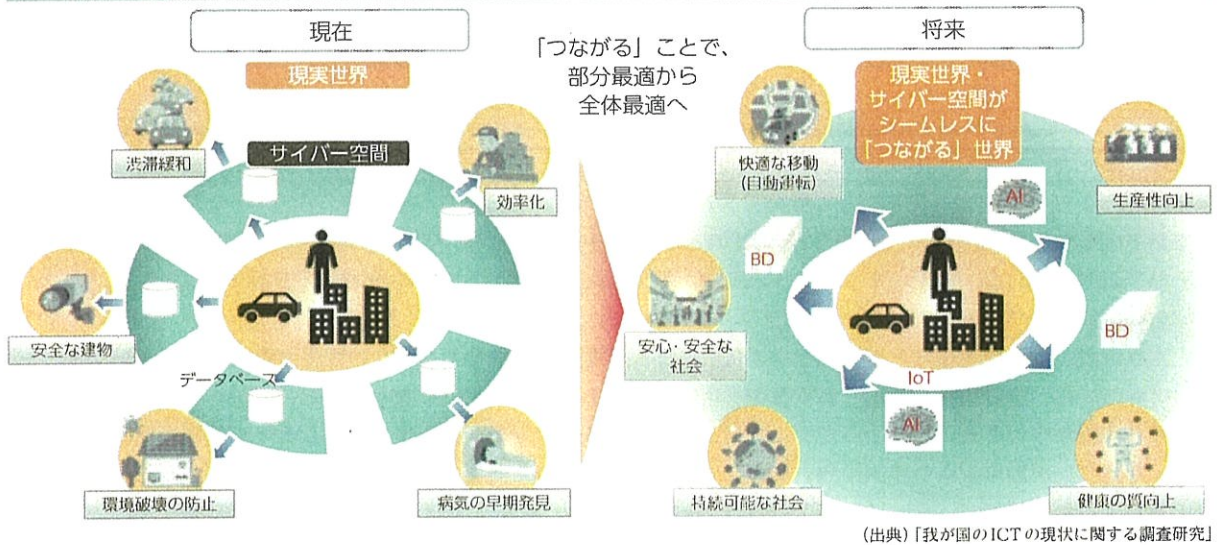 現在
現実世界
サイバー空間
渋滞緩和
効率化
安全な建物
データベース
環境破壊の防止
病気の早期発見
「つながる」ことで、
部分最適から
全体最適へ
将来
現実世界・
サイバー空間が
シームレスに
「つながる」世界
快適な移動
(自動運転)
AI
生産性向上
BD
安心・安全な
社会
BD
IoT
AI
持続可能な社会
健康の質向上
(出典)「我が国のICTの現状に関する調査研究」